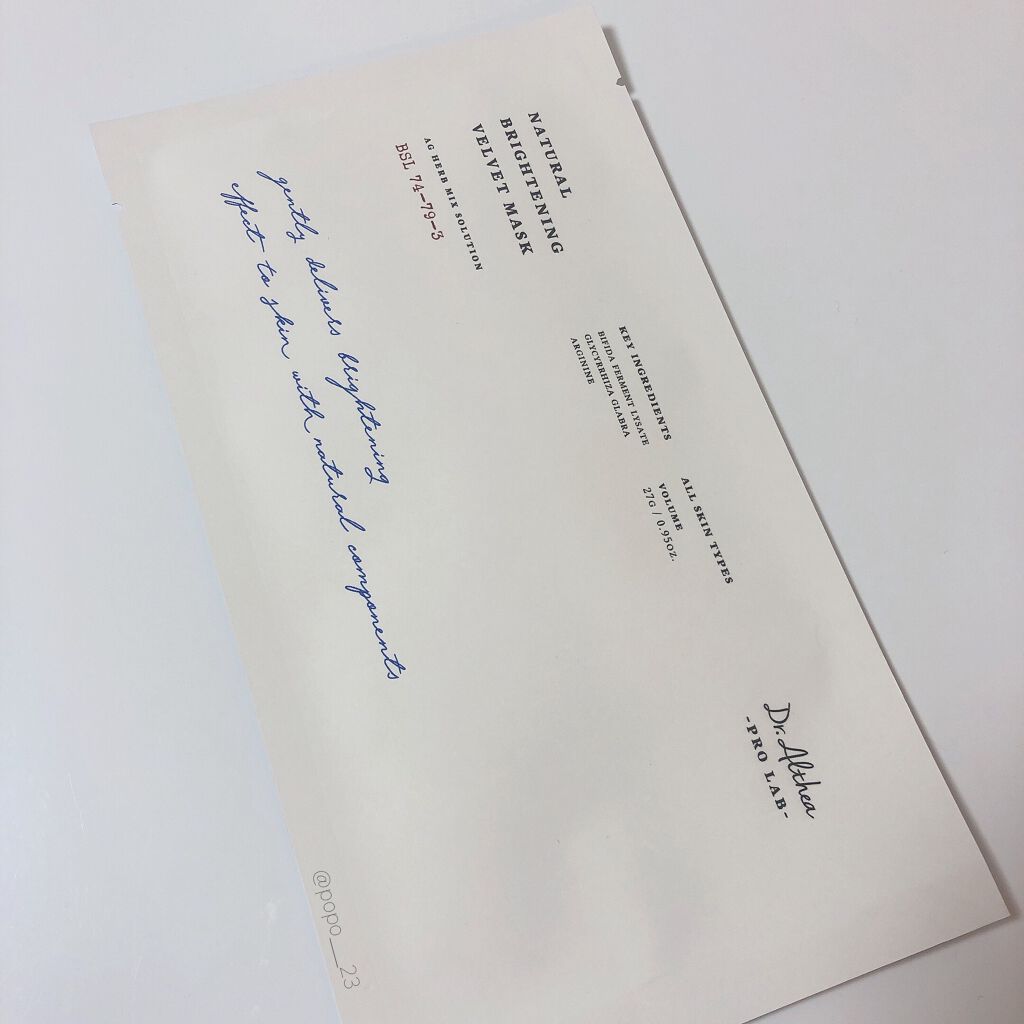 NATURAL
BRIGHTENING
VELVET MASK
AG HERB MIX SOLUTION
BSL 74-79-3
gently delivers brightening
effect to skin with natural components
KEY INGREDIENTS
BIFIDA FERMENT LYSATE
GLYCYRRHIZA GLABRA
ARGININE
ALL SKIN TYPES
VOLUME
27G / 0.95OZ.
Dr. Althea
-PRO LAB-
@popo___23